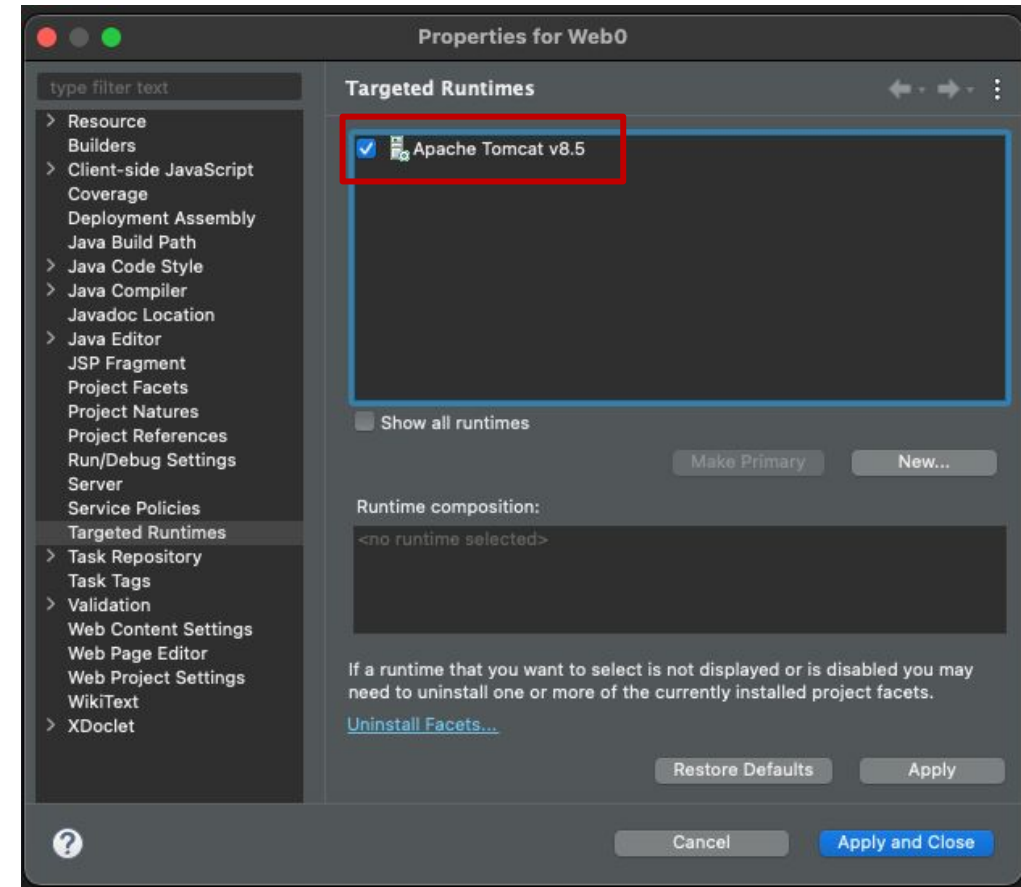 Properties for Web0
type filter text
Resource
Builders
Client-side JavaScript
Coverage
Deployment Assembly
Java Build Path
Java Code Style
Java Compiler
Javadoc Location
Java Editor
JSP Fragment
Project Facets
Project Natures
Project References
Run/Debug Settings
Server
Service Policies
Targeted Runtimes
Task Repository
Task Tags
Validation
Web Content Settings
Web Page Editor
Web Project Settings
WikiText
XDoclet
Targeted Runtimes
Apache Tomcat v8.5
Show all runtimes
Make Primary
New...
Runtime composition:
<no runtime selected>
If a runtime that you want to select is not displayed or is disabled you may
need to uninstall one or more of the currently installed project facets.
Uninstall Facets...
Restore Defaults
Apply
?
Cancel
Apply and Close